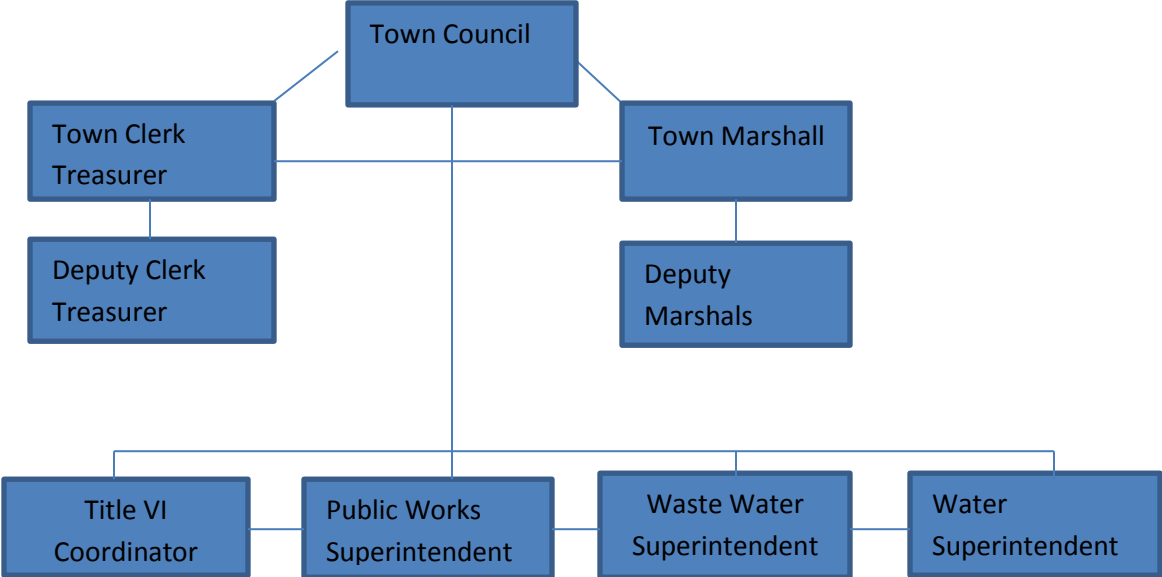 Town Council
Town Clerk
Treasurer
Town Marshall
Deputy Clerk
Treasurer
Deputy
Marshals
Title VI
Coordinator
Public Works
Superintendent
Waste Water
Superintendent
Water
Superintendent